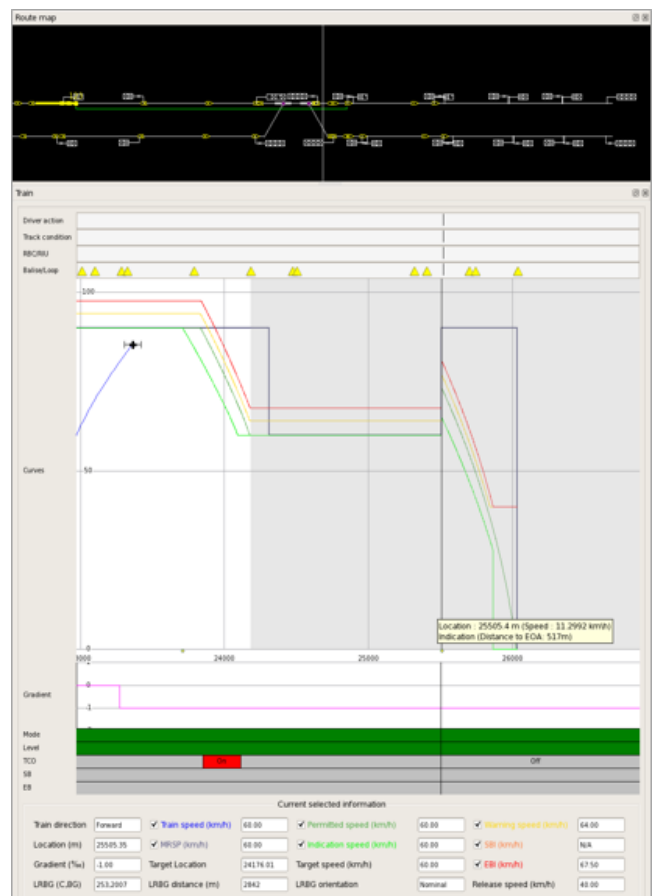 Route map
Train
Driver action
Track condition
RBC/RIU
Balise/Loop
100
Curves
50
Location : 25505.4 m (Speed : 11.2992 km/h)
Indication (Distance to EOA: 517m)
0
24000 25000 26000
Gradient
0
-1
Mode
Level
TCO On Off
SB
EB
Current selected information
Train direction Forward Train speed (km/h) 60.00 Permitted speed (km/h) 60.00 Warning speed (km/h) 64.00
Location (m) 25505.35 MRSP (km/h) 60.00 Indication speed (km/h) 60.00 SBI (km/h) N/A
Gradient (‰) -1.00 Target Location 24176.01 Target speed (km/h) 60.00 EBI (km/h) 67.50
LRBG (C,BG) 253,2007 LRBG distance (m) 2842 LRBG orientation Nominal Release speed (km/h) 40.00